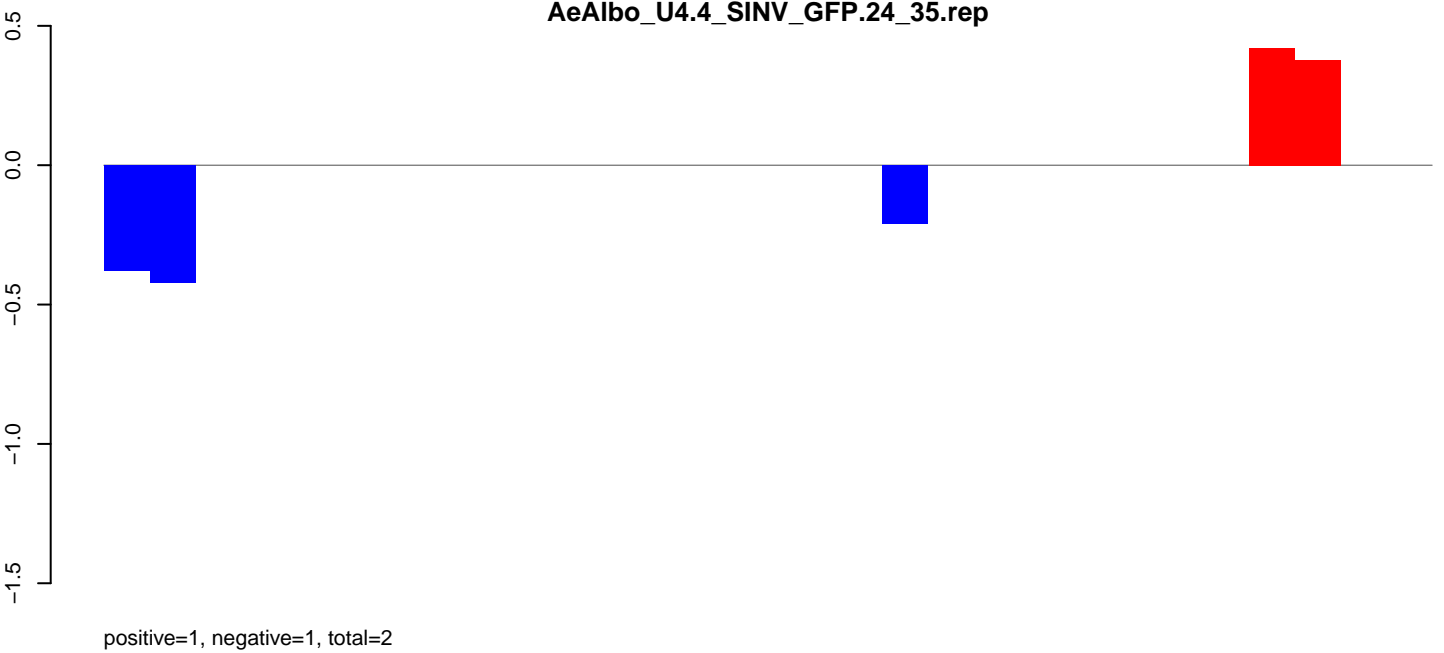 AeAlbo_U4.4_SINV_GFP.24_35.rep
0.5
0.0
−0.5
−1.0
−1.5
positive=1, negative=1, total=2